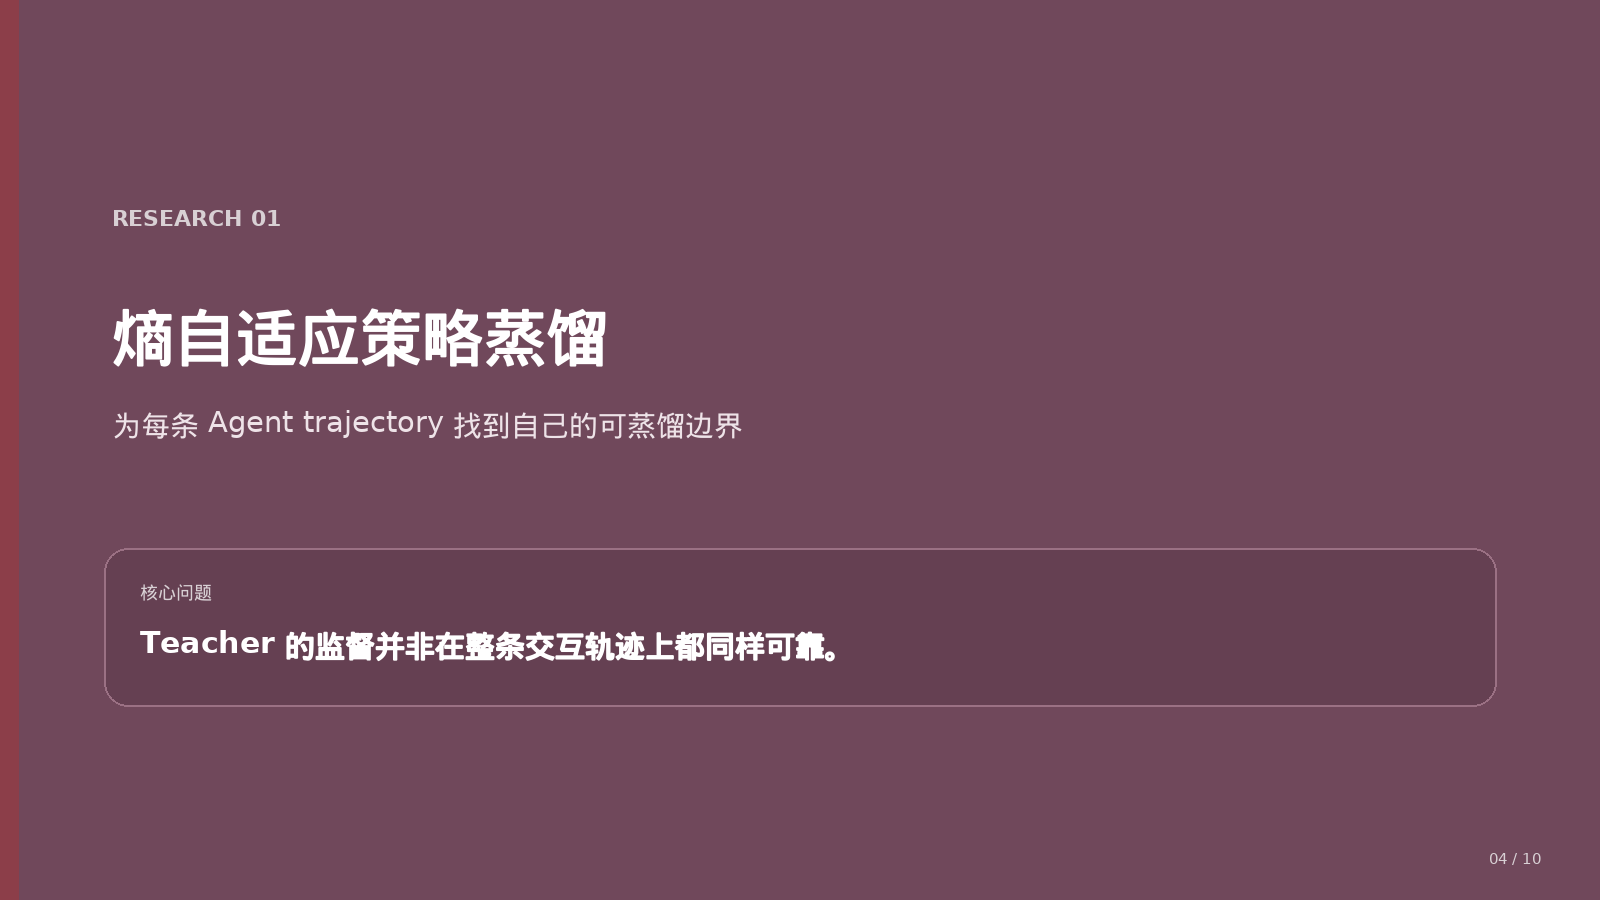 RESEARCH 01
熵自适应策略蒸馏
为每条 Agent trajectory 找到自己的可蒸馏边界
核心问题
Teacher 的监督并非在整条交互轨迹上都同样可靠。
04 / 10